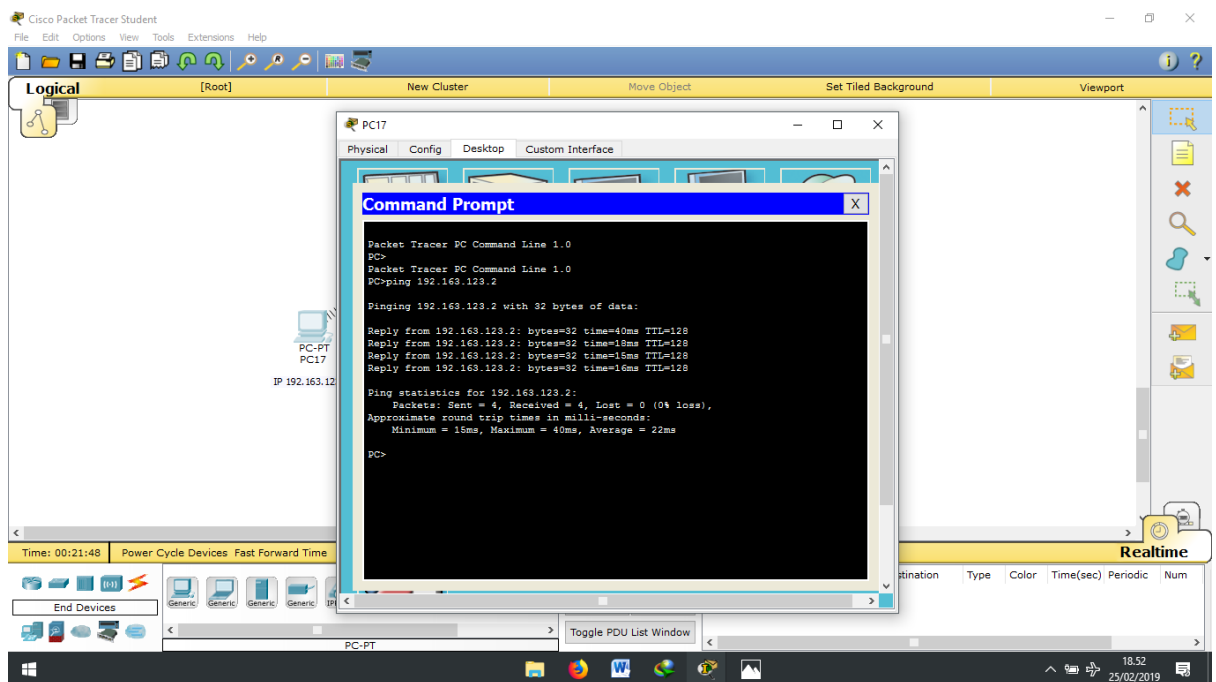 Cisco Packet Tracer Student
File Edit Options View Tools Extensions Help
Logical [Root] New Cluster Move Object Set Tiled Background Viewport
PC17
Physical Config Desktop Custom Interface
Command Prompt X
Packet Tracer PC Command Line 1.0
PC>
Packet Tracer PC Command Line 1.0
PC>ping 192.163.123.2
Pinging 192.163.123.2 with 32 bytes of data:
Reply from 192.163.123.2: bytes=32 time=40ms TTL=128
Reply from 192.163.123.2: bytes=32 time=18ms TTL=128
Reply from 192.163.123.2: bytes=32 time=15ms TTL=128
Reply from 192.163.123.2: bytes=32 time=16ms TTL=128
Ping statistics for 192.163.123.2:
Packets: Sent = 4, Received = 4, Lost = 0 (0% loss),
Approximate round trip times in milli-seconds:
Minimum = 15ms, Maximum = 40ms, Average = 22ms
PC>
PC-PT
PC17
IP 192.163.12
Time: 00:21:48 Power Cycle Devices Fast Forward Time Realtime
End Devices
Generic Generic Generic Generic
PC-PT
Toggle PDU List Window
stination Type Color Time(sec) Periodic Num
18.52
25/02/2019